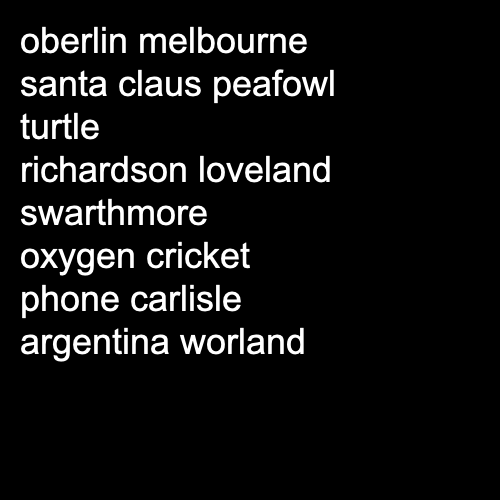 oberlin melbourne
santa claus peafowl
turtle
richardson loveland
swarthmore
oxygen cricket
phone carlisle
argentina worland